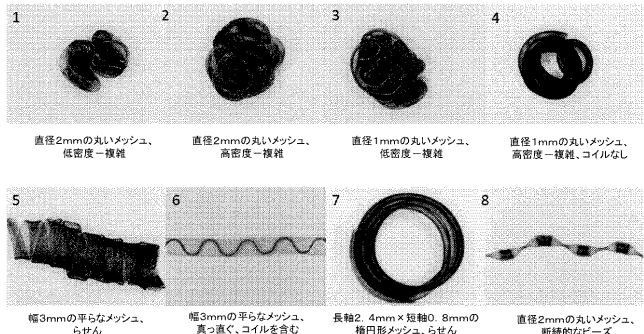 1
2
3
4
直径2mmの丸いメッシュ、
低密度－複雑
直径2mmの丸いメッシュ、
高密度－複雑
直径1mmの丸いメッシュ、
低密度－複雑
直径1mmの丸いメッシュ、
高密度－複雑、コイルなし
5
6
7
8
幅3mmの平らなメッシュ、
らせん
幅3mmの平らなメッシュ、
真っ直ぐ、コイルを含む
長軸2.4mm×短軸0.8mmの
楕円形メッシュ、らせん
直径2mmの丸いメッシュ、
断続的なビーズ